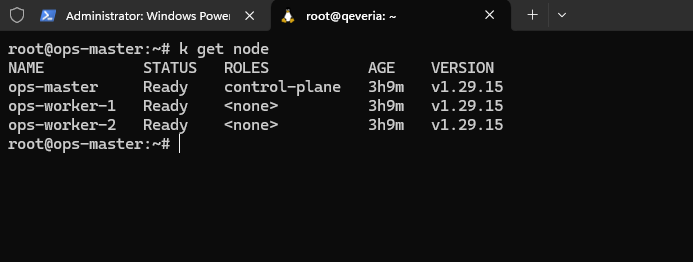 Administrator: Windows Power
root@qeveria: ~
root@ops-master:~# k get node
NAME STATUS ROLES AGE VERSION
ops-master Ready control-plane 3h9m v1.29.15
ops-worker-1 Ready <none> 3h9m v1.29.15
ops-worker-2 Ready <none> 3h9m v1.29.15
root@ops-master:~#